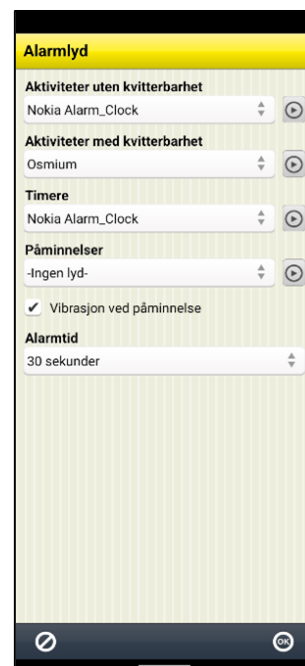 Alarmlyd
Aktiviteter uten kvitterbarhet
Nokia Alarm_Clock
Aktiviteter med kvitterbarhet
Osmium
Timere
Nokia Alarm_Clock
Påminnelser
-Ingen lyd-
Vibrasjon ved påminnelse
Alarmtid
30 sekunder
OK